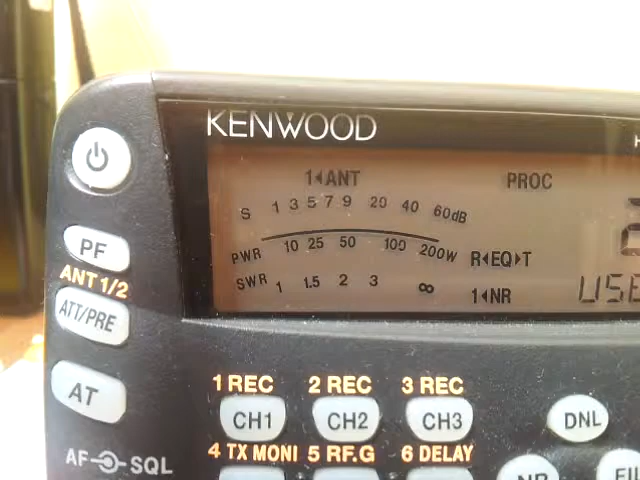 KENWOOD
1◂ANT PROC
S 1 3 5 7 9 20 40 60dB
PWR 10 25 50 100 200W R◂EQ▸T
SWR 1 1.5 2 3 ∞ 1◂NR USE
PF
ANT 1/2
ATT/PRE
AT
1 REC 2 REC 3 REC
CH1 CH2 CH3 DNL
AF SQL 4 TX MONI 5 RF.G 6 DELAY